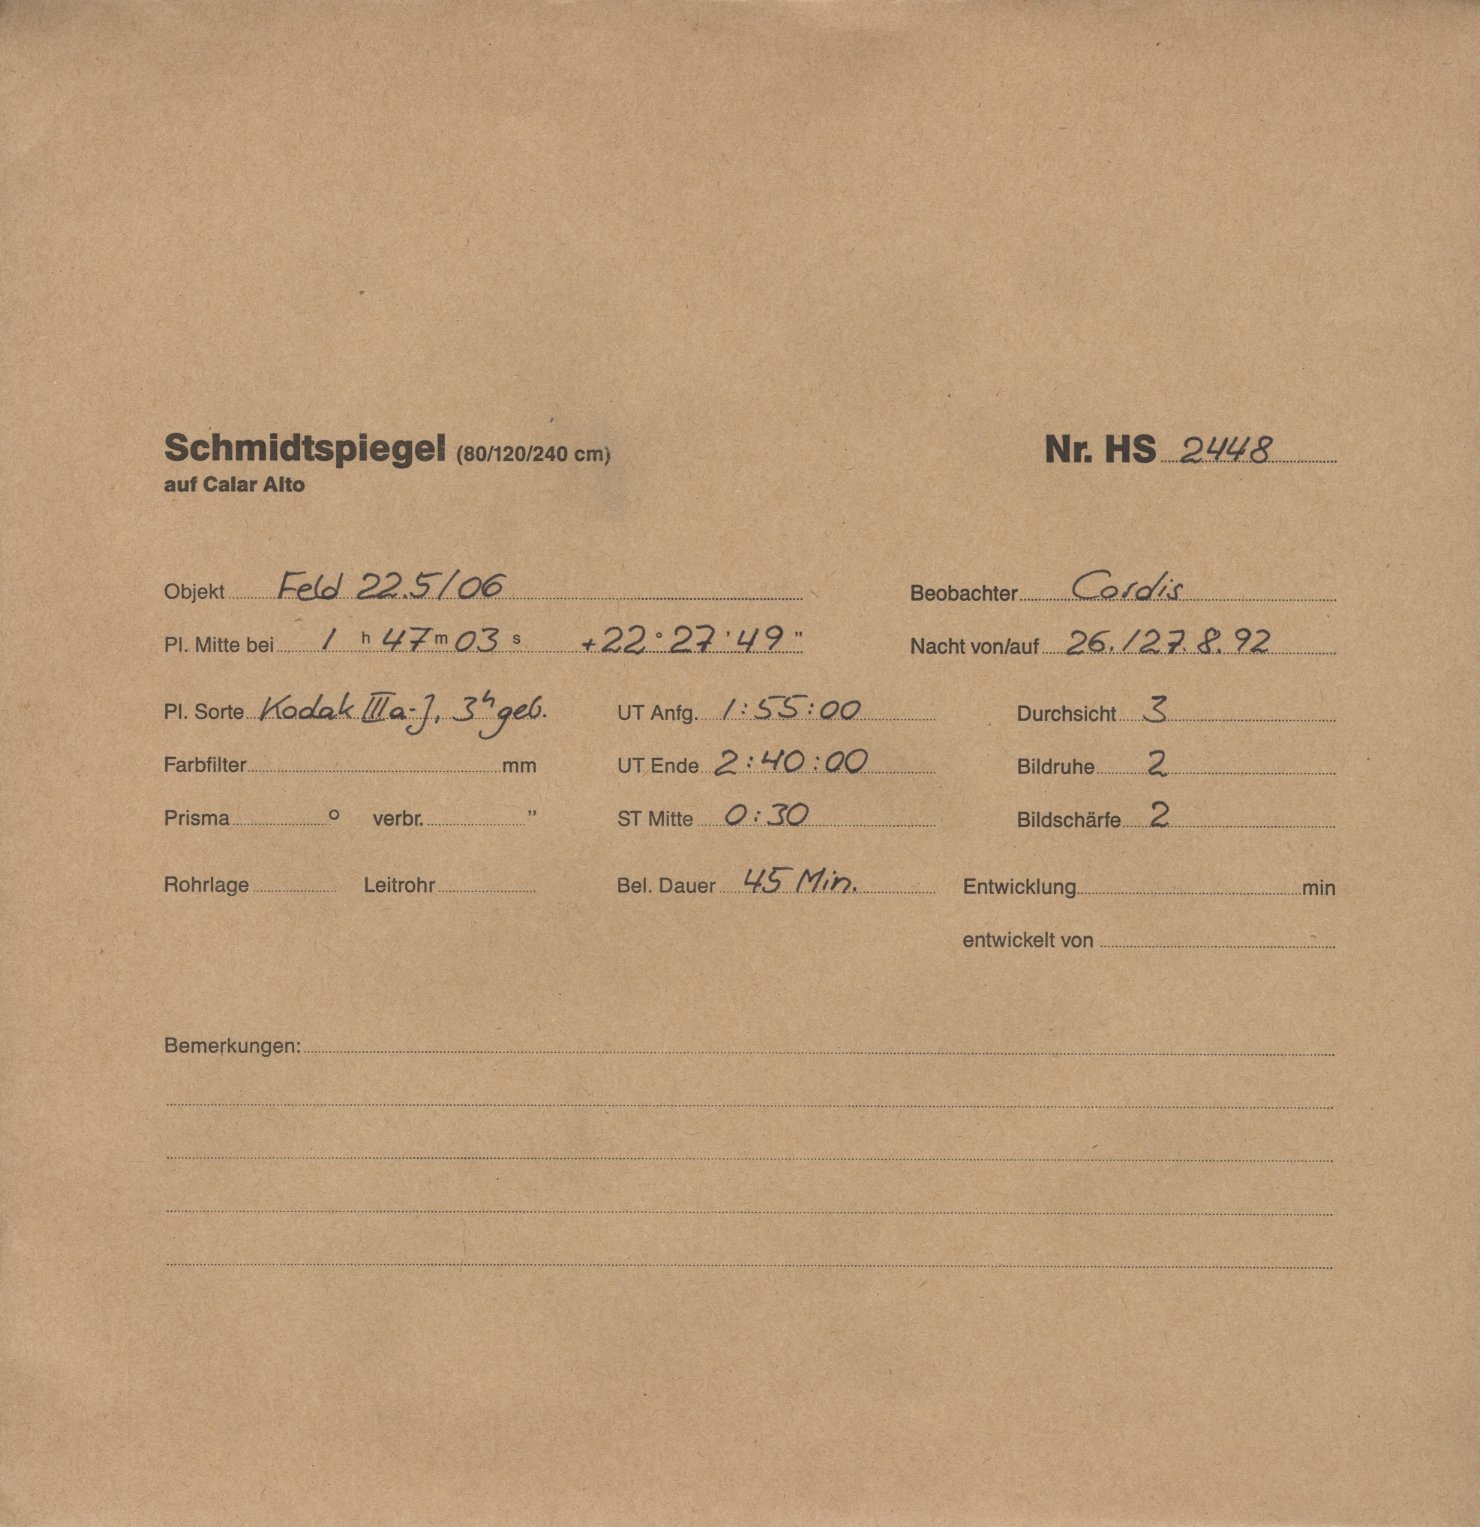 Schmidtspiegel (80/120/240 cm) Nr. HS 2448
auf Calar Alto
Objekt Feld 22.5/06 Beobachter Cordis
Pl. Mitte bei 1 h 47 m 03 s +22° 27' 49" Nacht von/auf 26./27.8.92
Pl. Sorte Kodak IIIa-J, 3h geb. UT Anfg. 1:55:00 Durchsicht 3
Farbfilter mm UT Ende 2:40:00 Bildruhe 2
Prisma ° verbr. " ST Mitte 0:30 Bildschärfe 2
Rohrlage Leitrohr Bel. Dauer 45 Min. Entwicklung min
entwickelt von
Bemerkungen: